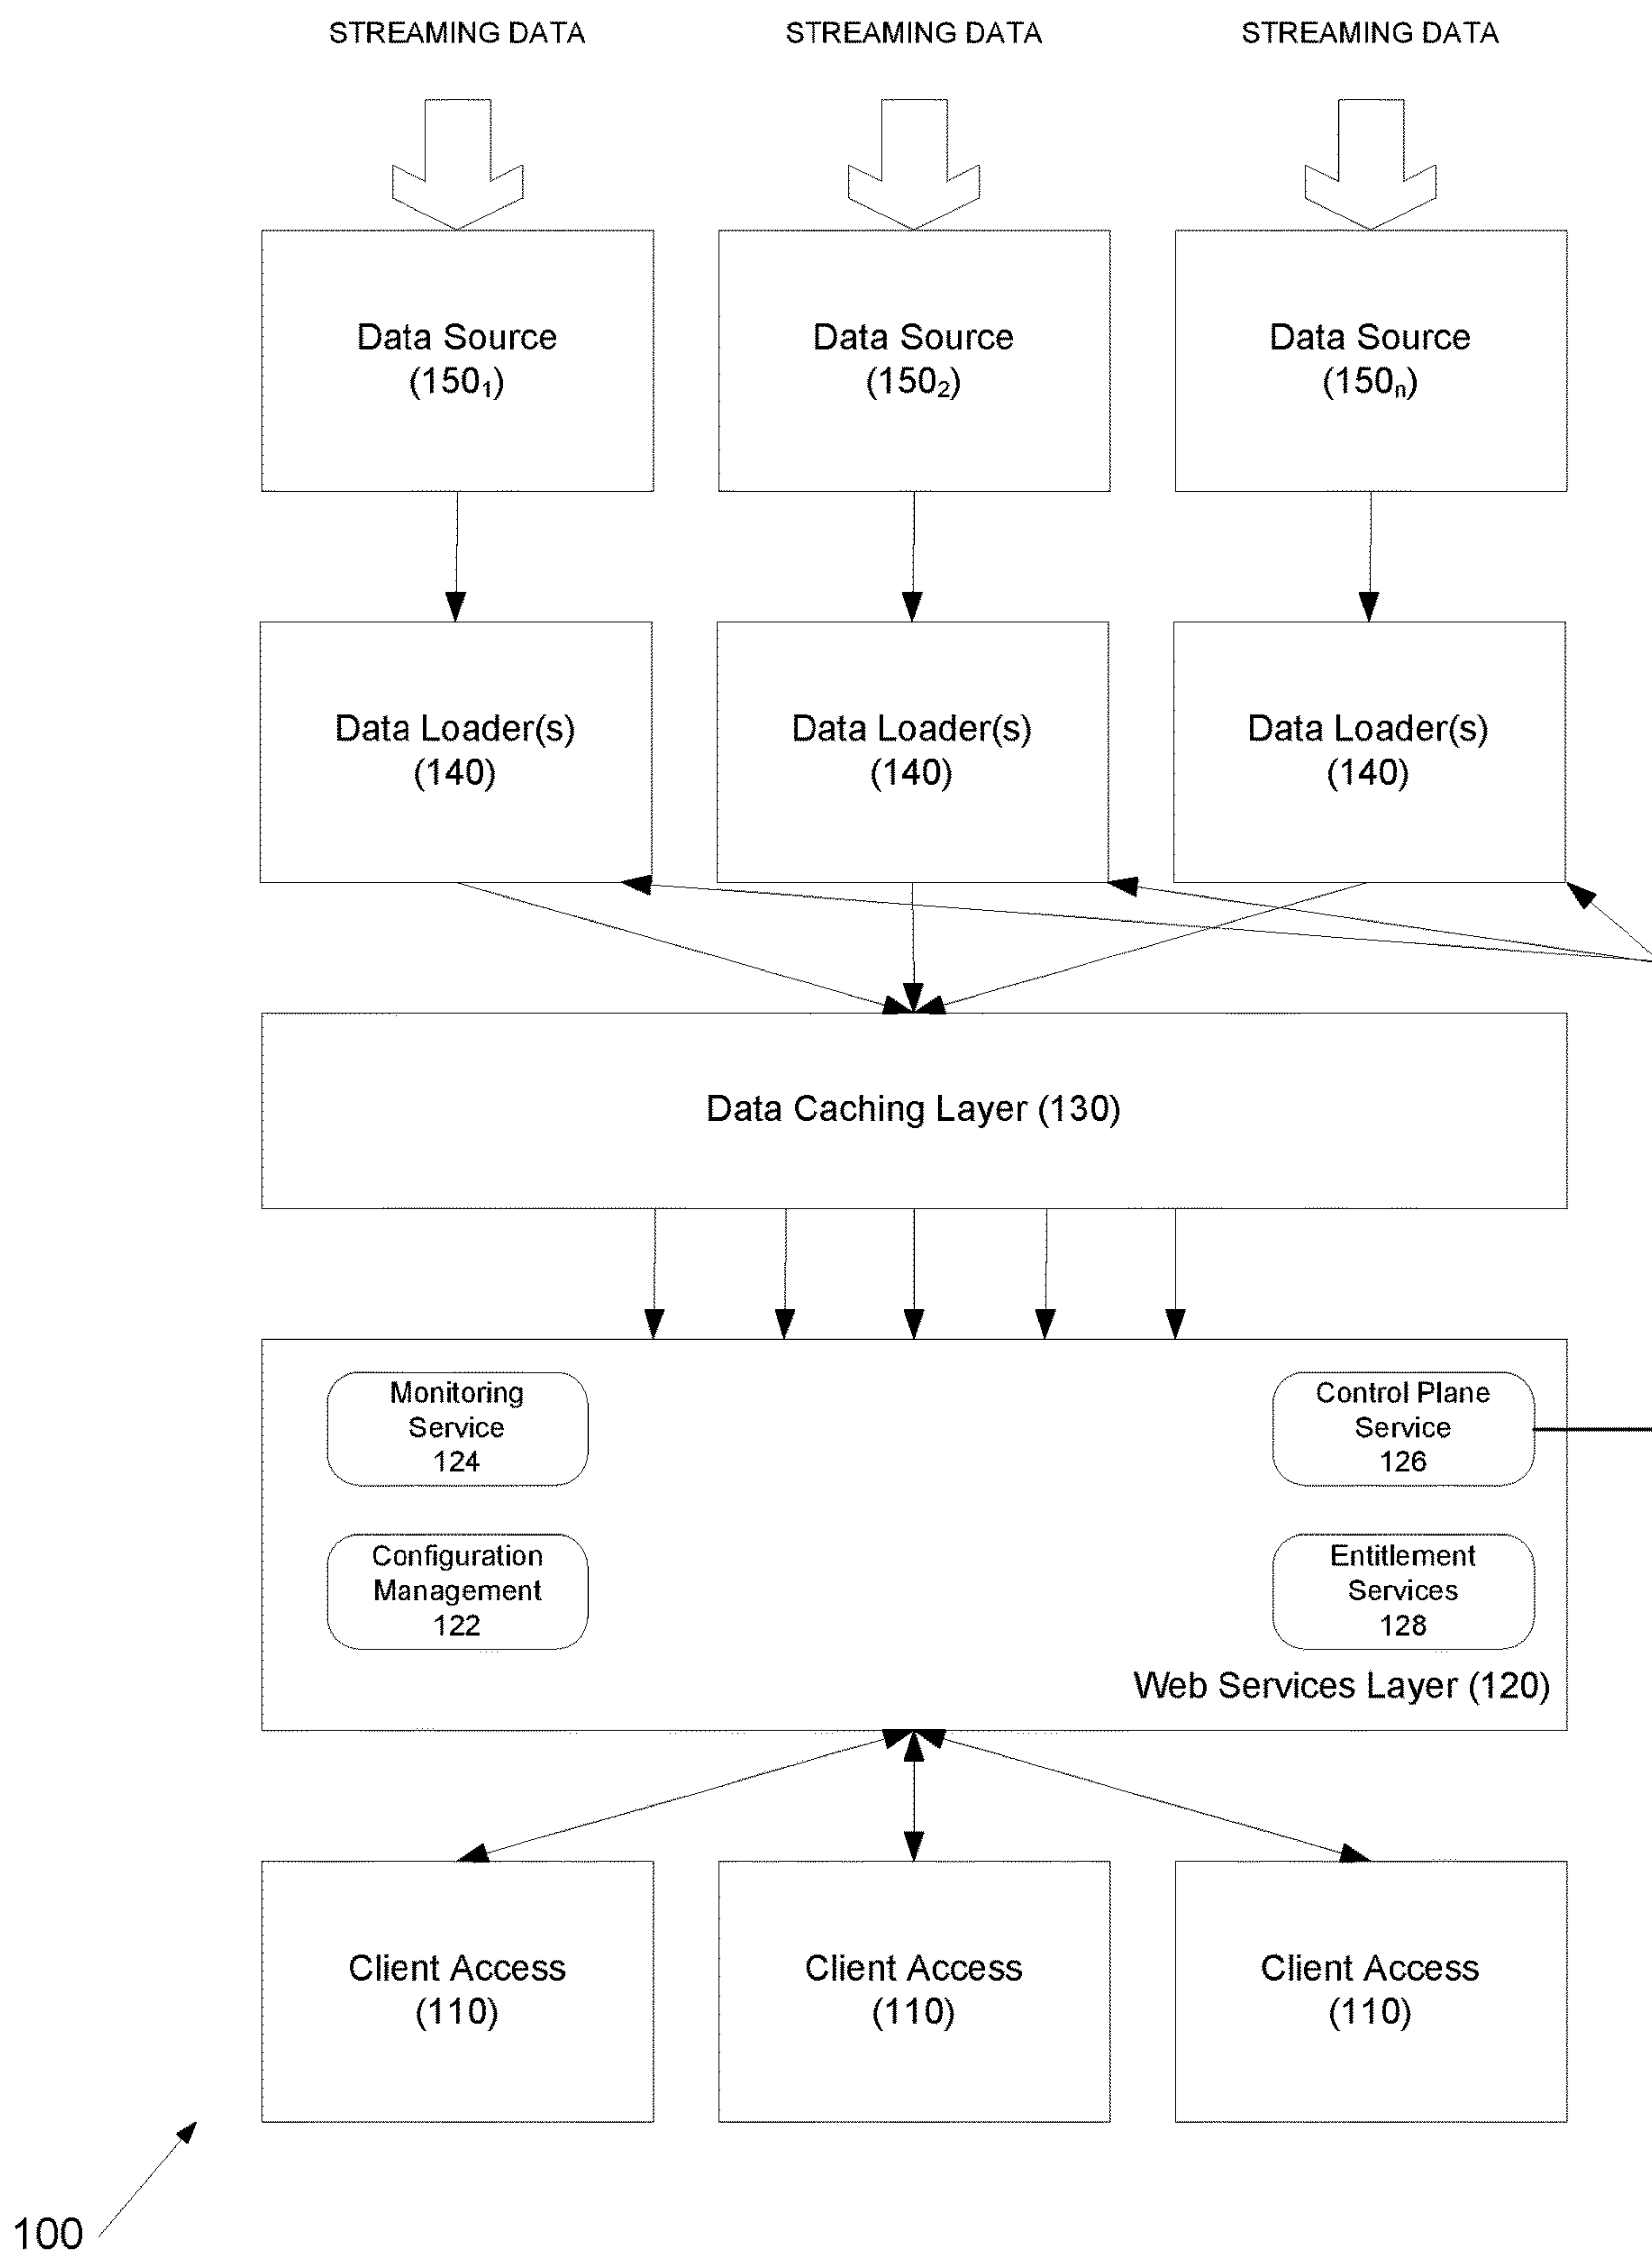 STREAMING DATA STREAMING DATA STREAMING DATA
Data Source Data Source Data Source
(150₁) (150₂) (150ₙ)
Data Loader(s) Data Loader(s) Data Loader(s)
(140) (140) (140)
Data Caching Layer (130)
Monitoring
Service
124
Control Plane
Service
126
Configuration
Management
122
Entitlement
Services
128
Web Services Layer (120)
Client Access Client Access Client Access
(110) (110) (110)
100